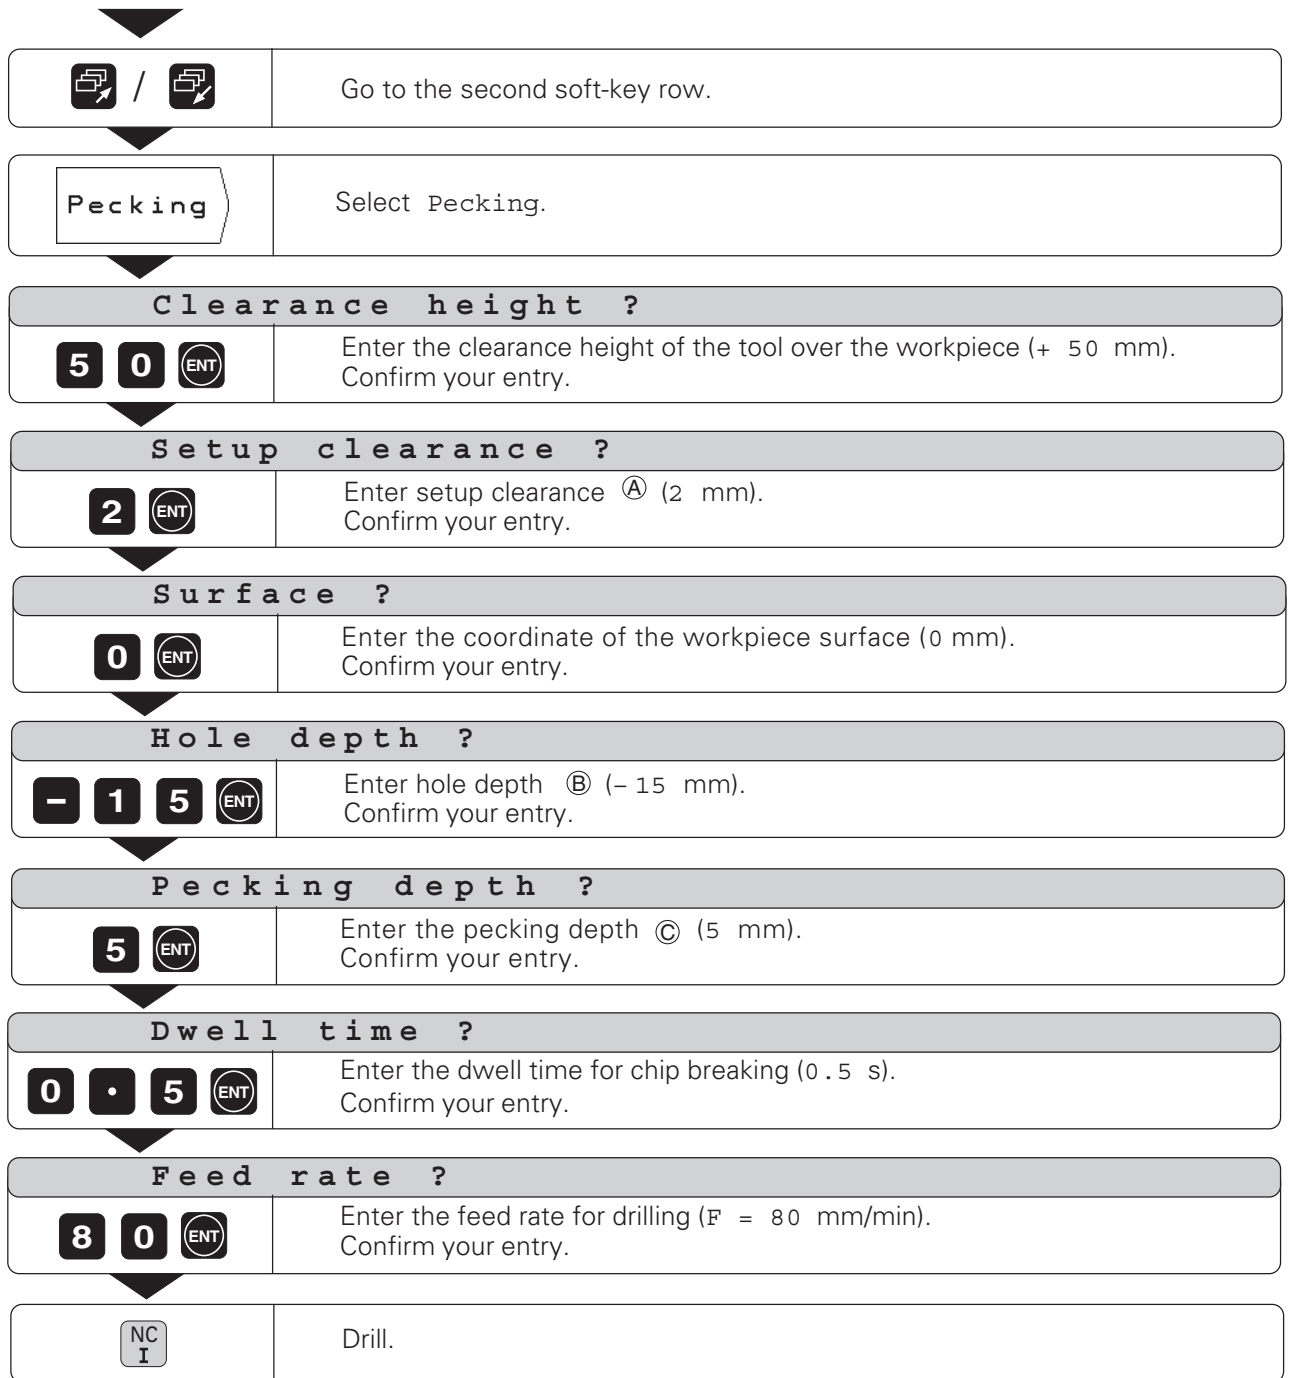 /
Go to the second soft-key row.
Pecking
Select Pecking.
Clearance height ?
5 0 ENT
Enter the clearance height of the tool over the workpiece (+ 50 mm).
Confirm your entry.
Setup clearance ?
2 ENT
Enter setup clearance Ⓐ (2 mm).
Confirm your entry.
Surface ?
0 ENT
Enter the coordinate of the workpiece surface (0 mm).
Confirm your entry.
Hole depth ?
– 1 5 ENT
Enter hole depth Ⓑ (– 15 mm).
Confirm your entry.
Pecking depth ?
5 ENT
Enter the pecking depth Ⓒ (5 mm).
Confirm your entry.
Dwell time ?
0 · 5 ENT
Enter the dwell time for chip breaking (0.5 s).
Confirm your entry.
Feed rate ?
8 0 ENT
Enter the feed rate for drilling (F = 80 mm/min).
Confirm your entry.
NC
I
Drill.